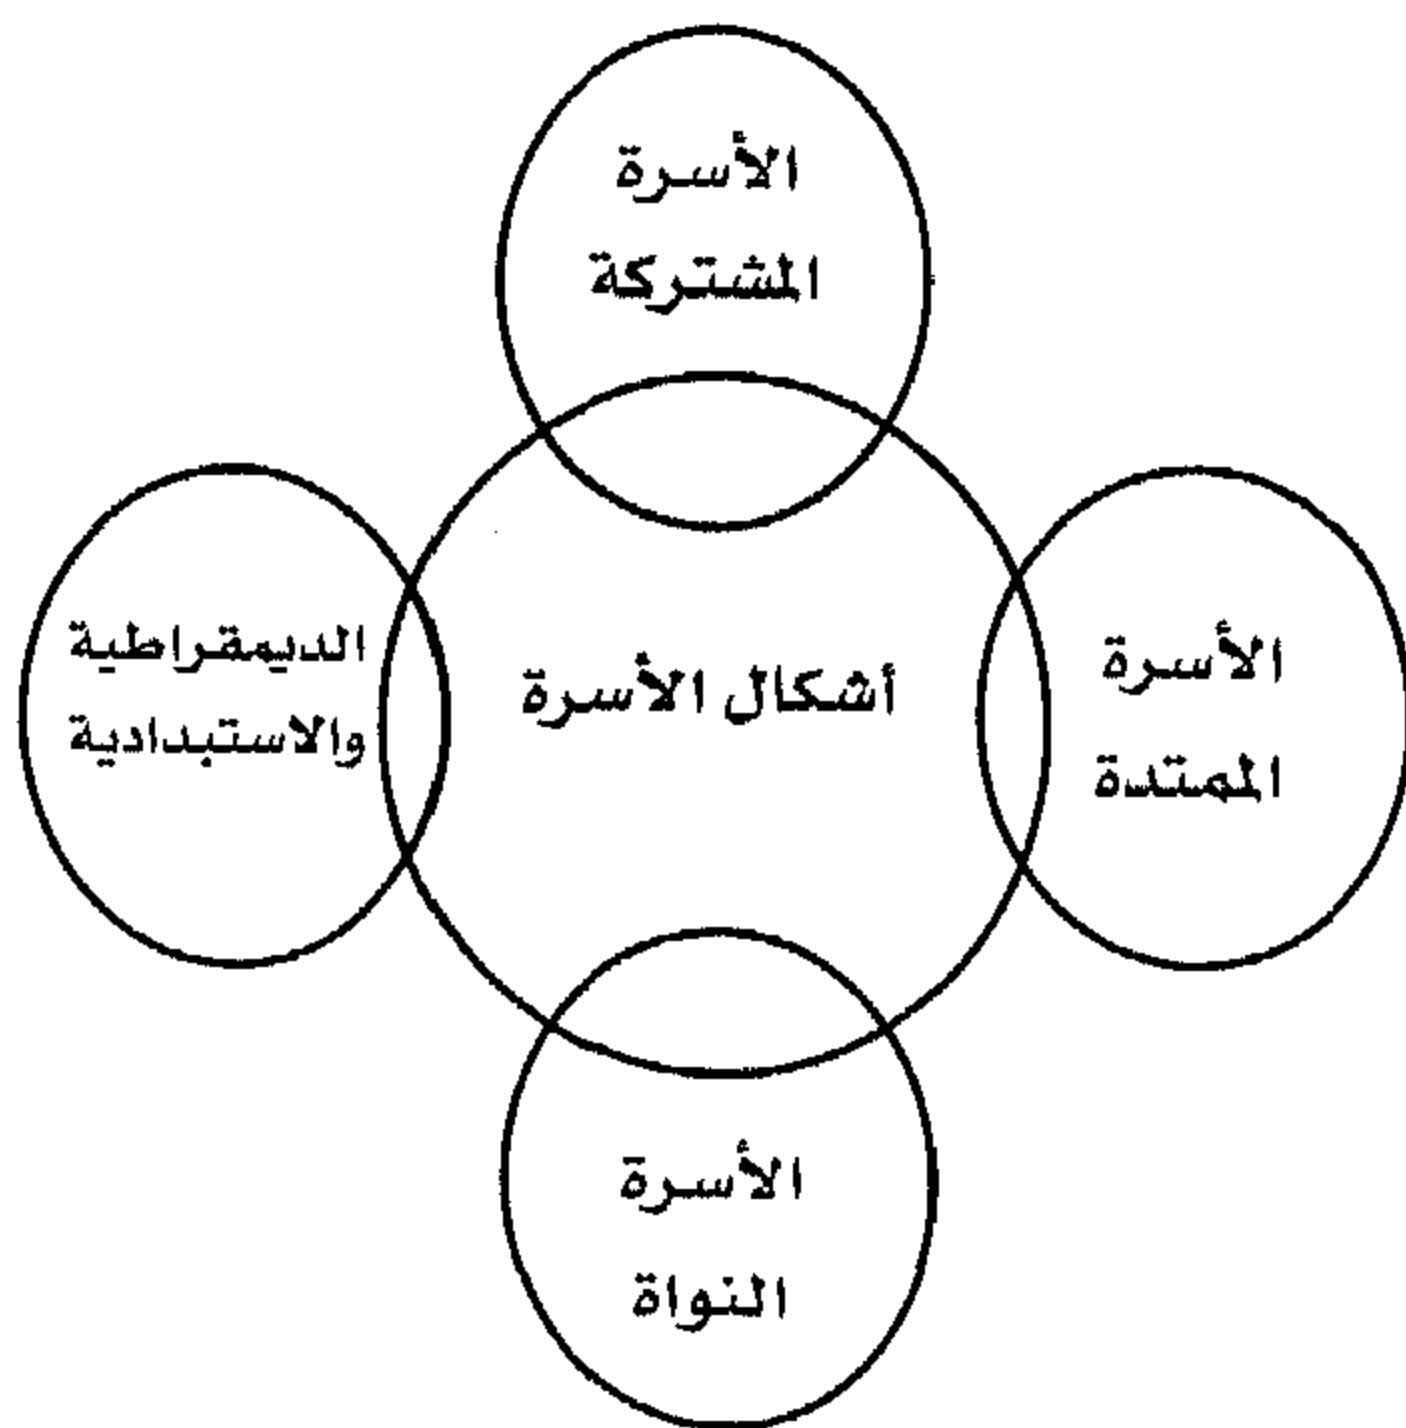 الأسرة
المشتركة
الأسرة
الممتدة
أشكال الأسرة
الديمقراطية
والاستبدادية
الأسرة
النواة